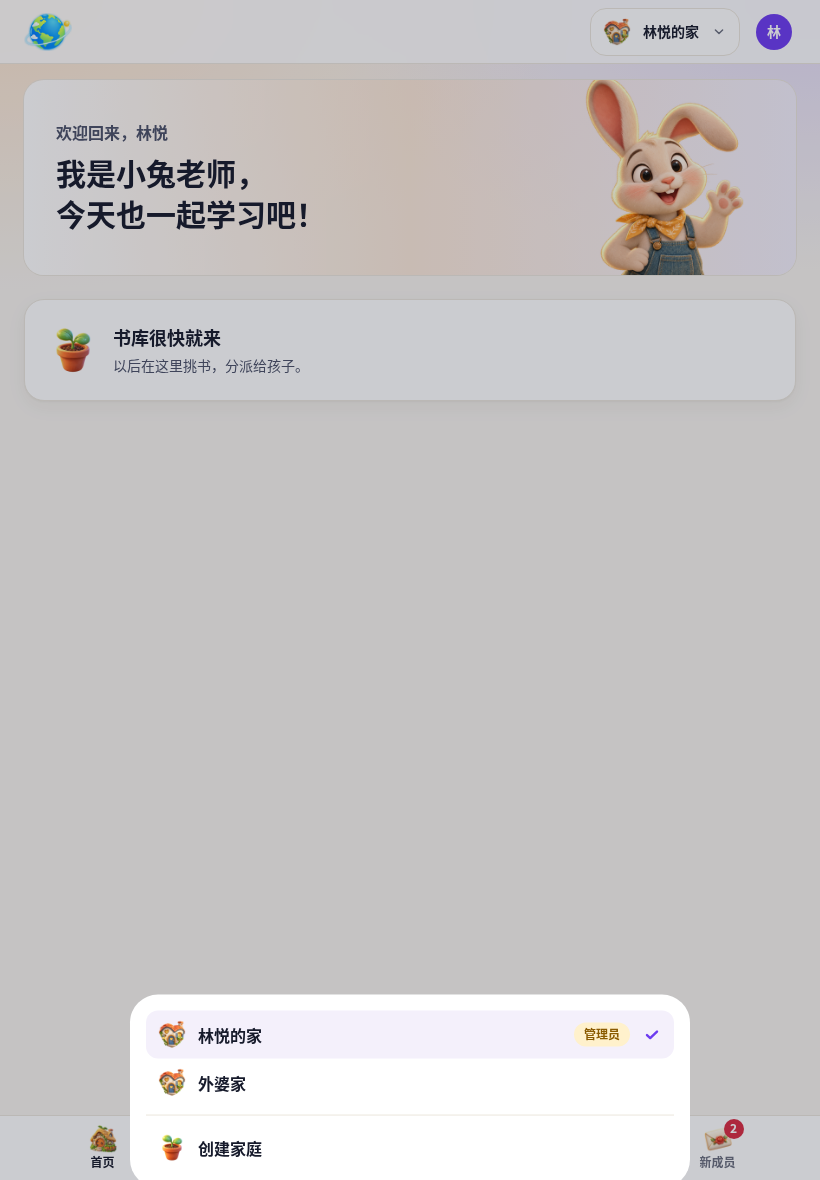 林悦的家
林
欢迎回来，林悦
我是小兔老师，
今天也一起学习吧！
书库很快就来
以后在这里挑书，分派给孩子。
林悦的家
管理员
外婆家
创建家庭
首页
2
新成员